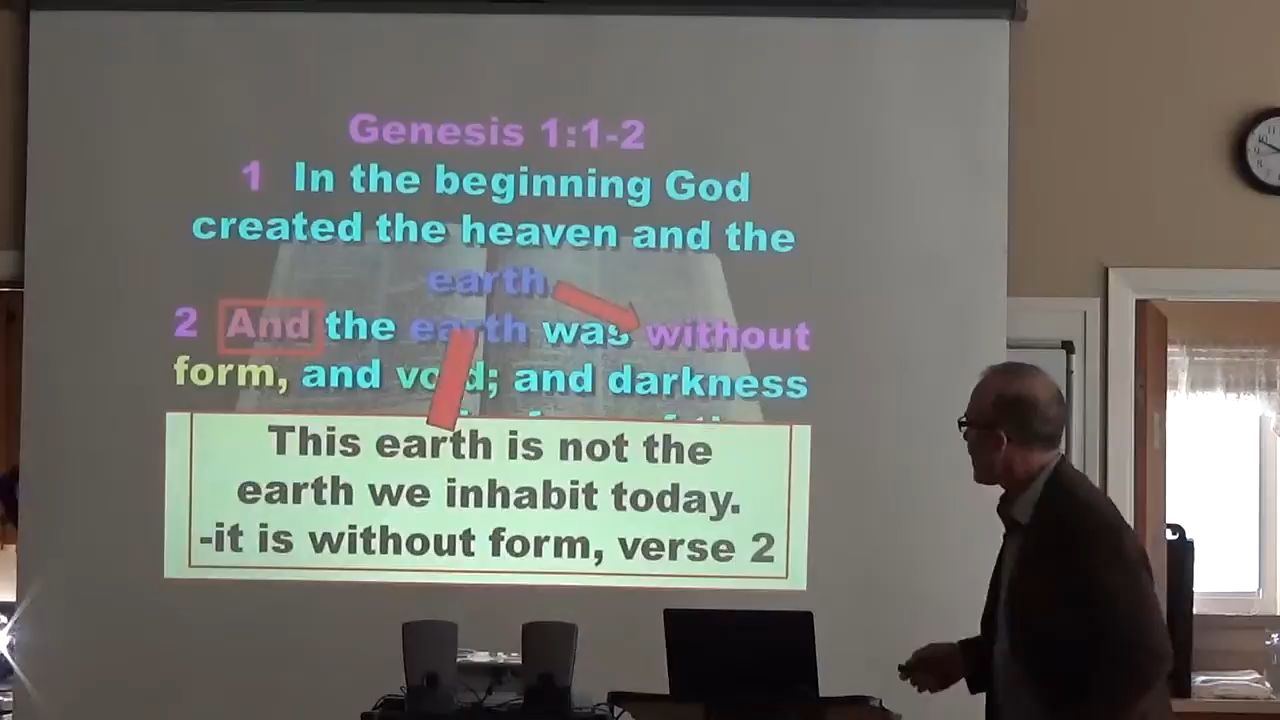 Genesis 1:1-2
1 In the beginning God
created the heaven and the
earth
2 And the earth was without
form, and void; and darkness
This earth is not the
earth we inhabit today.
-it is without form, verse 2